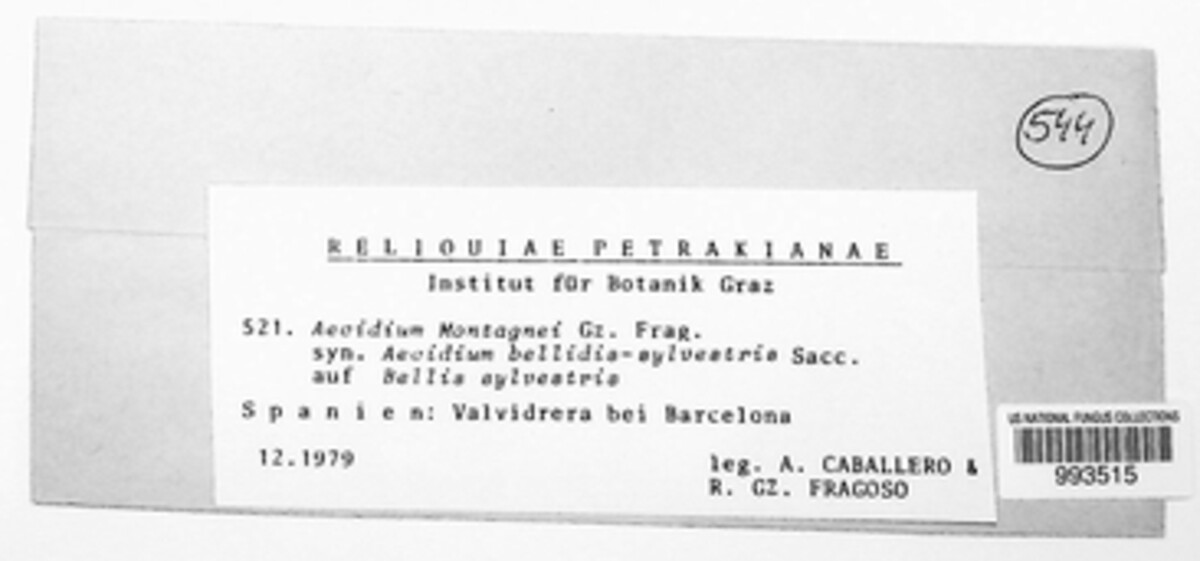 544
RELIQUIAE PETRAKIANAE
Institut für Botanik Graz
521. Aecidium Montagnei Gz. Frag.
syn. Aecidium bellidis-sylvestris Sacc.
auf Bellis sylvestris
Spanien: Valvidrera bei Barcelona
12.1979
leg. A. CABALLERO &
R. GZ. FRAGOSO
US NATIONAL FUNGUS COLLECTIONS
993515